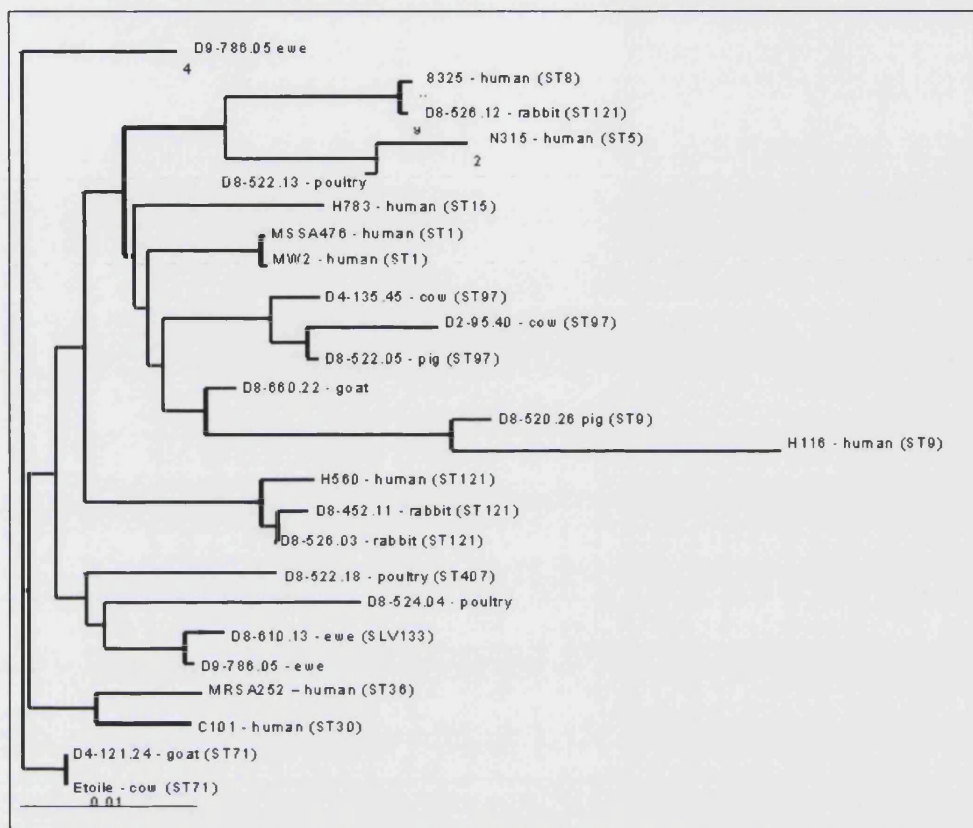 D9-786.05 ewe
4
8325 - human (ST8)
D8-526.12 - rabbit (ST121)
9
N315 - human (ST5)
2
D8-522.13 - poultry
H783 - human (ST15)
MSSA476 - human (ST1)
MW2 - human (ST1)
D4-135.45 - cow (ST97)
D2-95.40 - cow (ST97)
D8-522.05 - pig (ST97)
D8-660.22 - goat
D8-520.26 pig (ST9)
H116 - human (ST9)
H560 - human (ST121)
D8-452.11 - rabbit (ST121)
D8-526.03 - rabbit (ST121)
D8-522.18 - poultry (ST407)
D8-524.04 - poultry
D8-610.13 - ewe (SLV133)
D9-786.05 - ewe
MRSA252 – human (ST36)
C101 - human (ST30)
D4-121.24 - goat (ST71)
Etoile - cow (ST71)
0.01